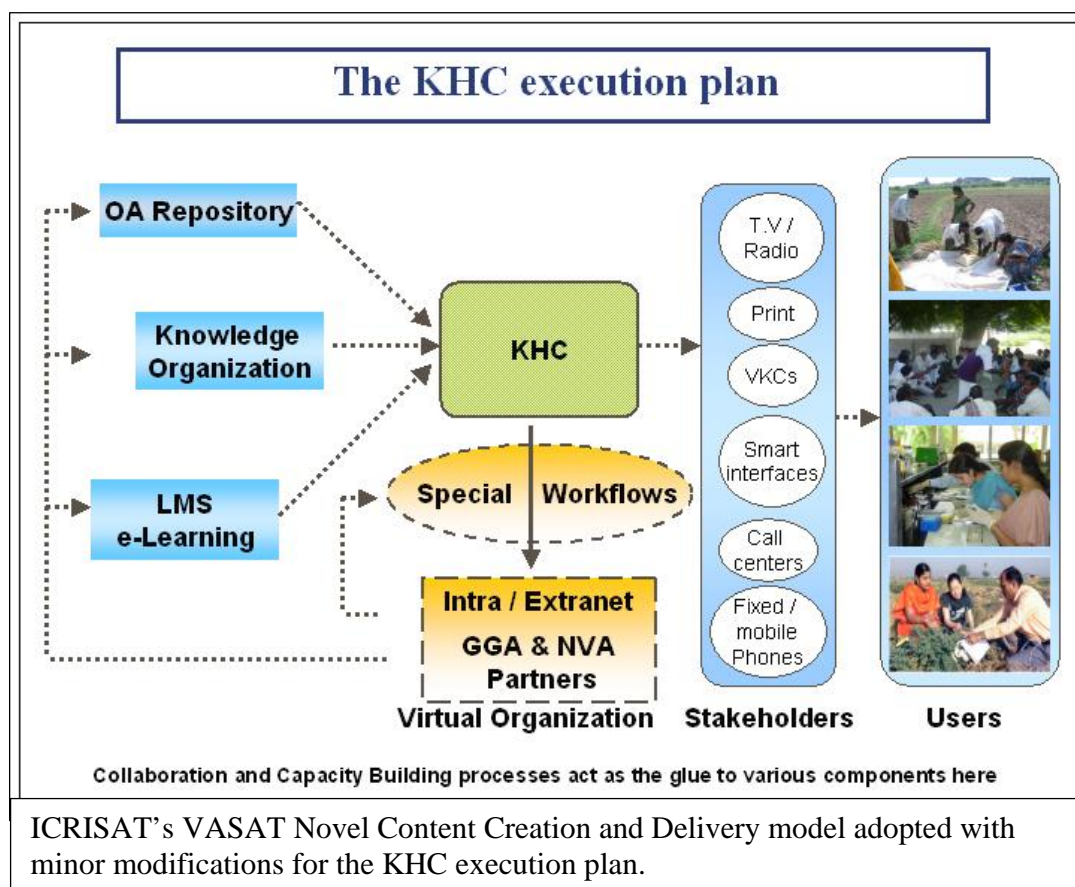 The KHC execution plan
OA Repository
Knowledge
Organization
LMS
e-Learning
KHC
Special Workflows
Intra / Extranet
GGA & NVA
Partners
Virtual Organization
T.V /
Radio
Print
VKCs
Smart
interfaces
Call
centers
Fixed /
mobile
Phones
Stakeholders
Users
Collaboration and Capacity Building processes act as the glue to various components here
ICRISAT's VASAT Novel Content Creation and Delivery model adopted with
minor modifications for the KHC execution plan.